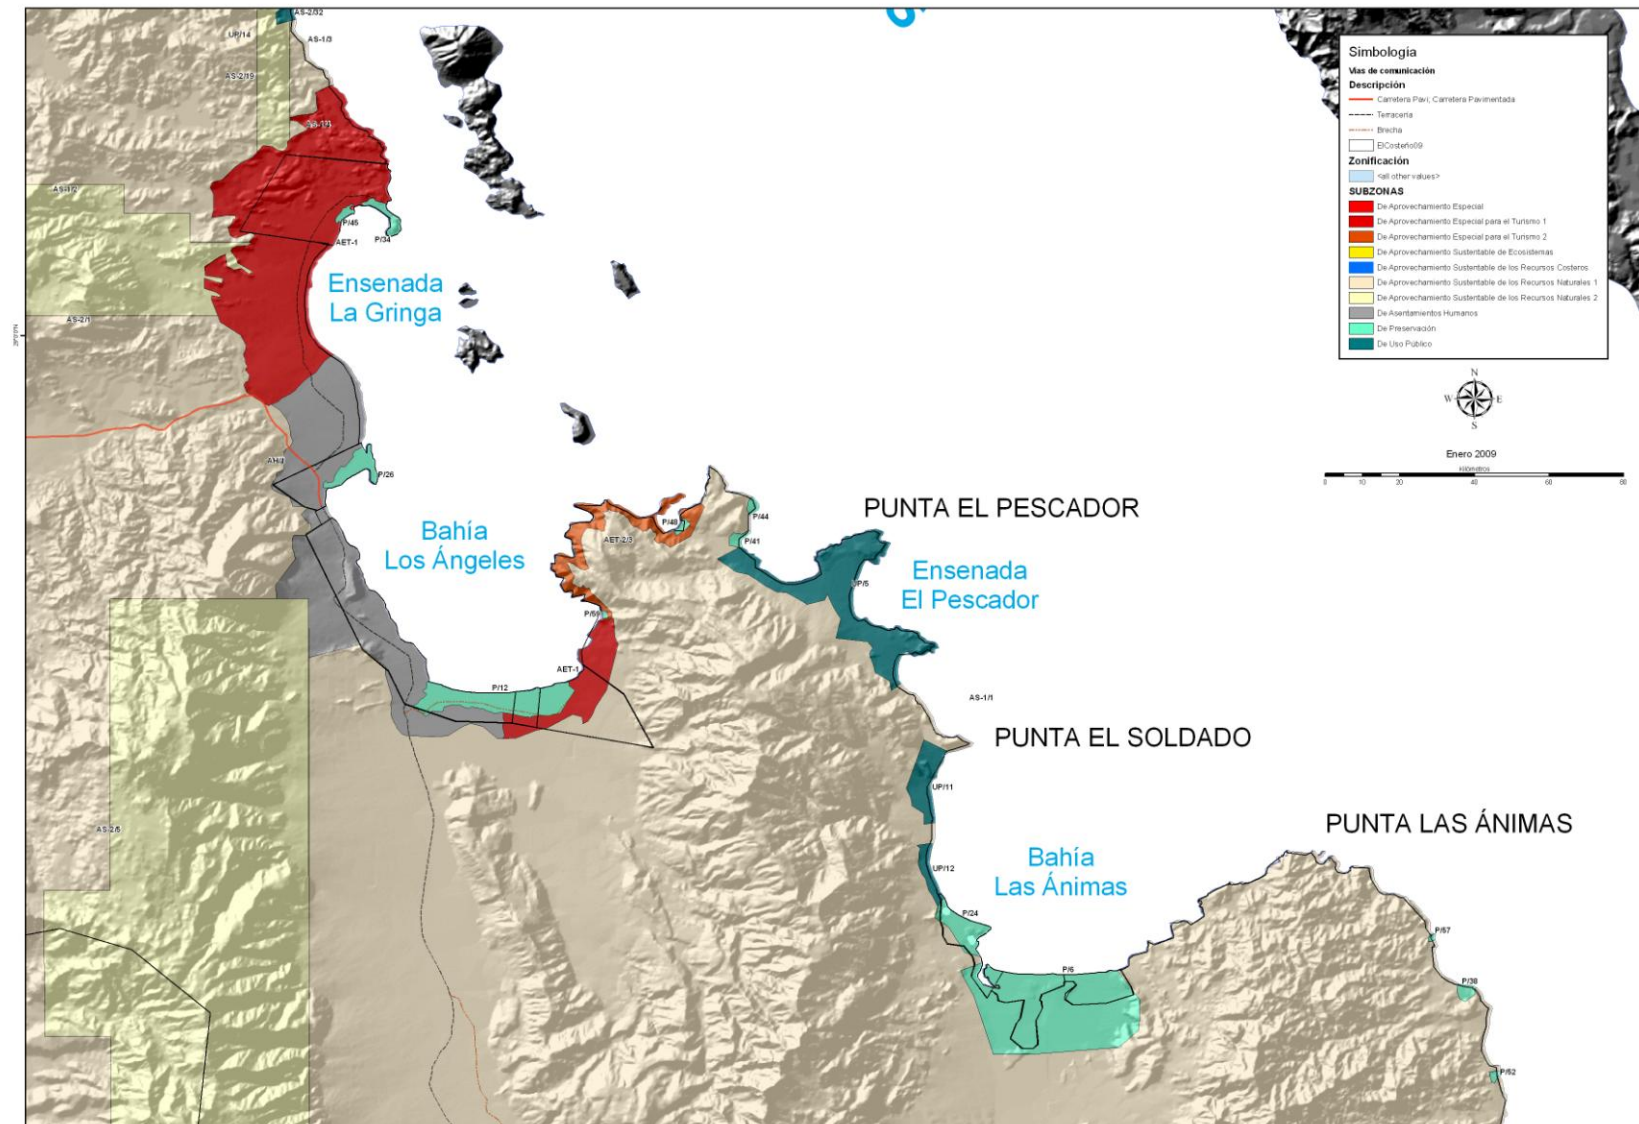 AS-2/32
UP/14
AS-1/3
AS-2/19
AS-1/2
P/45
P/34
AET-1
Ensenada
La Gringa
AS-2/1
P/26
Bahía
Los Ángeles
P/44
P/41
AET-2/3
PUNTA EL PESCADOR
UP/5
Ensenada
El Pescador
AET-1
P/12
AS-1/1
PUNTA EL SOLDADO
UP/11
AS-2/5
PUNTA LAS ÁNIMAS
UP/12
Bahía
Las Ánimas
P/24
P/57
P/6
P/38
P/52
Simbología
Vías de comunicación
Descripción
Carretera Pavi; Carretera Pavimentada
Terracería
Brecha
ElCosteño09
Zonificación
<all other values>
SUBZONAS
De Aprovechamiento Especial
De Aprovechamiento Especial para el Turismo 1
De Aprovechamiento Especial para el Turismo 2
De Aprovechamiento Sustentable de Ecosistemas
De Aprovechamiento Sustentable de los Recursos Costeros
De Aprovechamiento Sustentable de los Recursos Naturales 1
De Aprovechamiento Sustentable de los Recursos Naturales 2
De Asentamientos Humanos
De Preservación
De Uso Público
N
W E
S
Enero 2009
Kilómetros
0 10 20 40 60 80